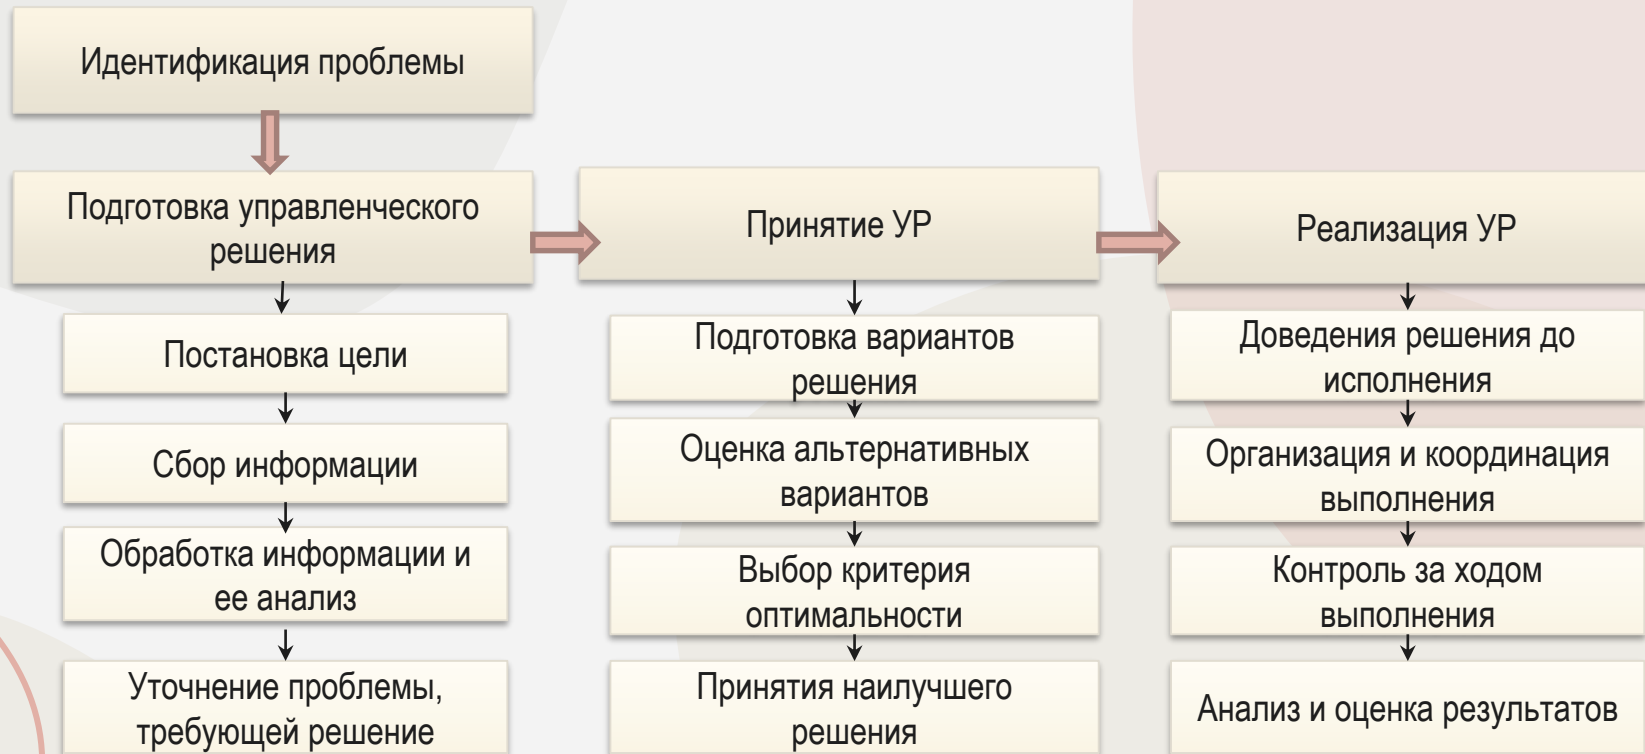 Идентификация проблемы
Подготовка управленческого
решения
Постановка цели
Сбор информации
Обработка информации и
ее анализ
Уточнение проблемы,
требующей решение
Принятие УР
Подготовка вариантов
решения
Оценка альтернативных
вариантов
Выбор критерия
оптимальности
Принятия наилучшего
решения
Реализация УР
Доведения решения до
исполнения
Организация и координация
выполнения
Контроль за ходом
выполнения
Анализ и оценка результатов